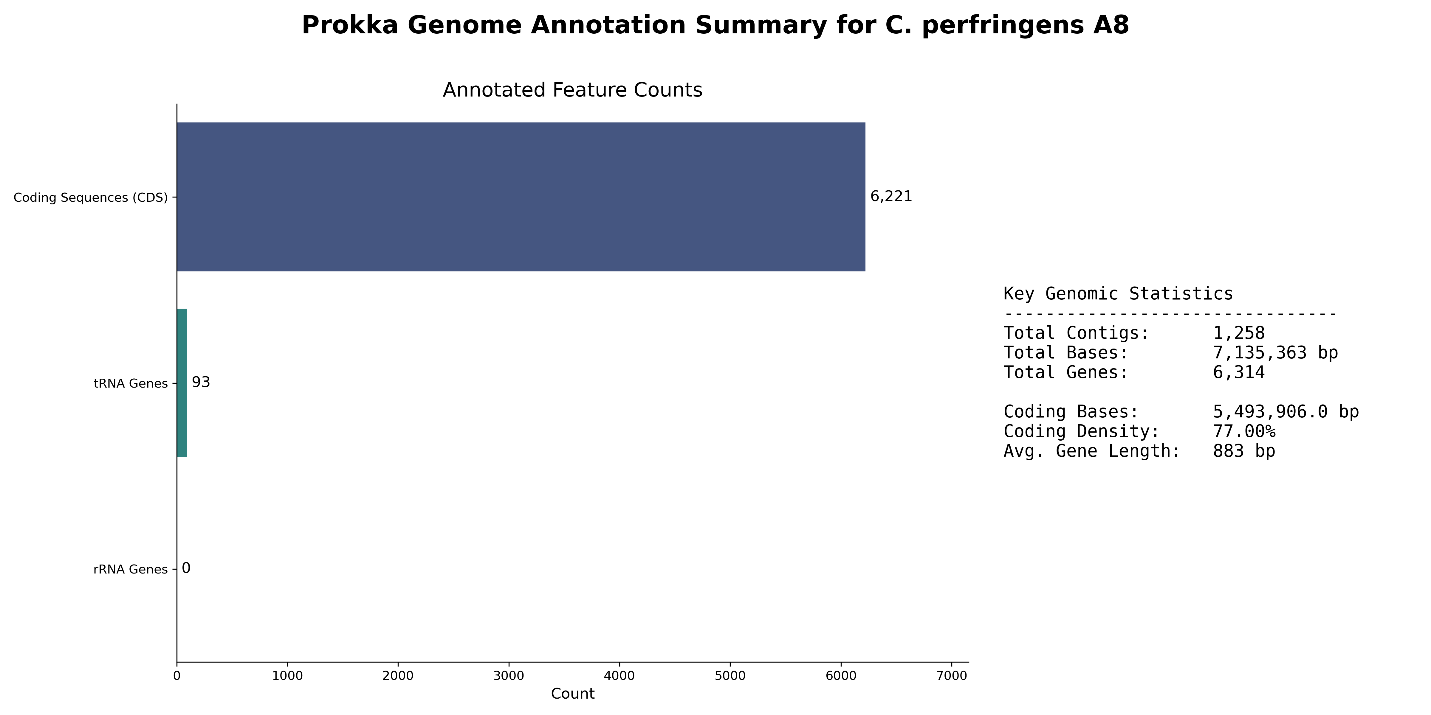 Prokka Genome Annotation Summary for C. perfringens A8
Annotated Feature Counts
Coding Sequences (CDS)
6,221
tRNA Genes
93
rRNA Genes
0
0 1000 2000 3000 4000 5000 6000 7000
Count
Key Genomic Statistics
--------------------------------
Total Contigs: 1,258
Total Bases: 7,135,363 bp
Total Genes: 6,314
Coding Bases: 5,493,906.0 bp
Coding Density: 77.00%
Avg. Gene Length: 883 bp